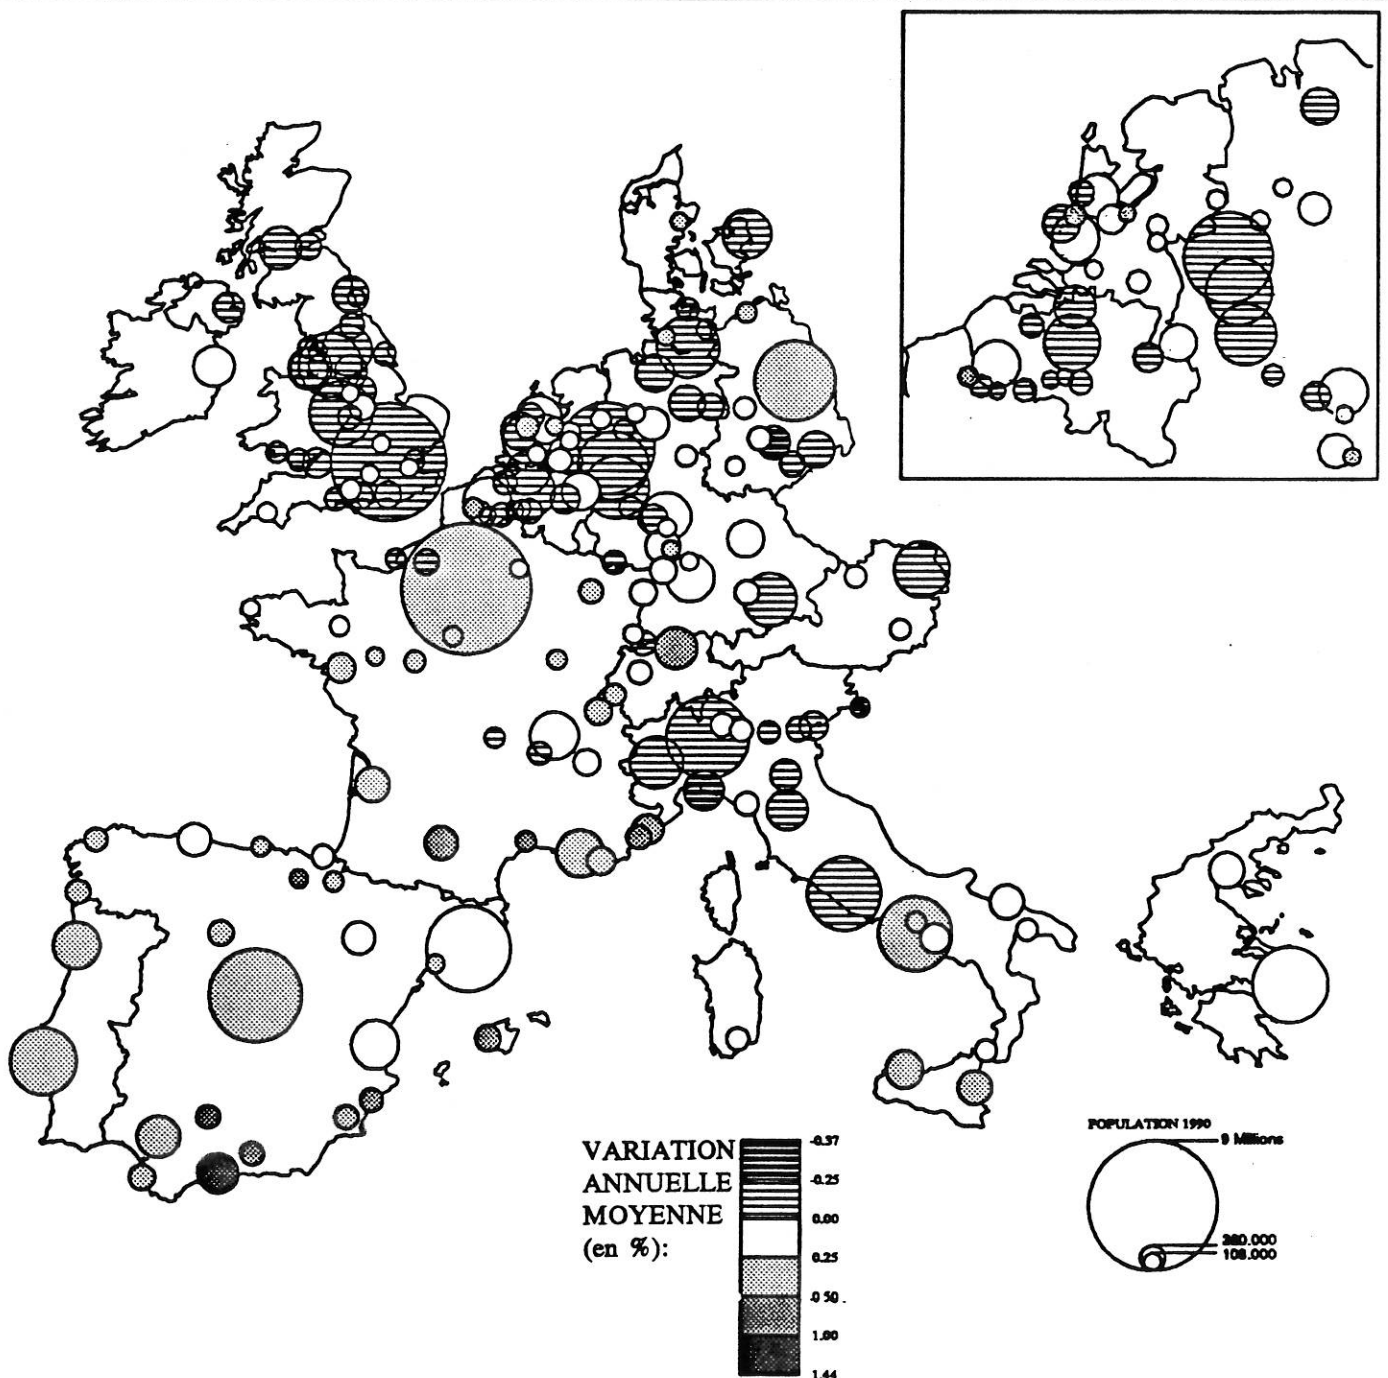 VARIATION
ANNUELLE
MOYENNE
(en %):
-0.37
-0.25
0.00
0.25
0.50
1.00
1.44
POPULATION 1990
9 Millions
108.000